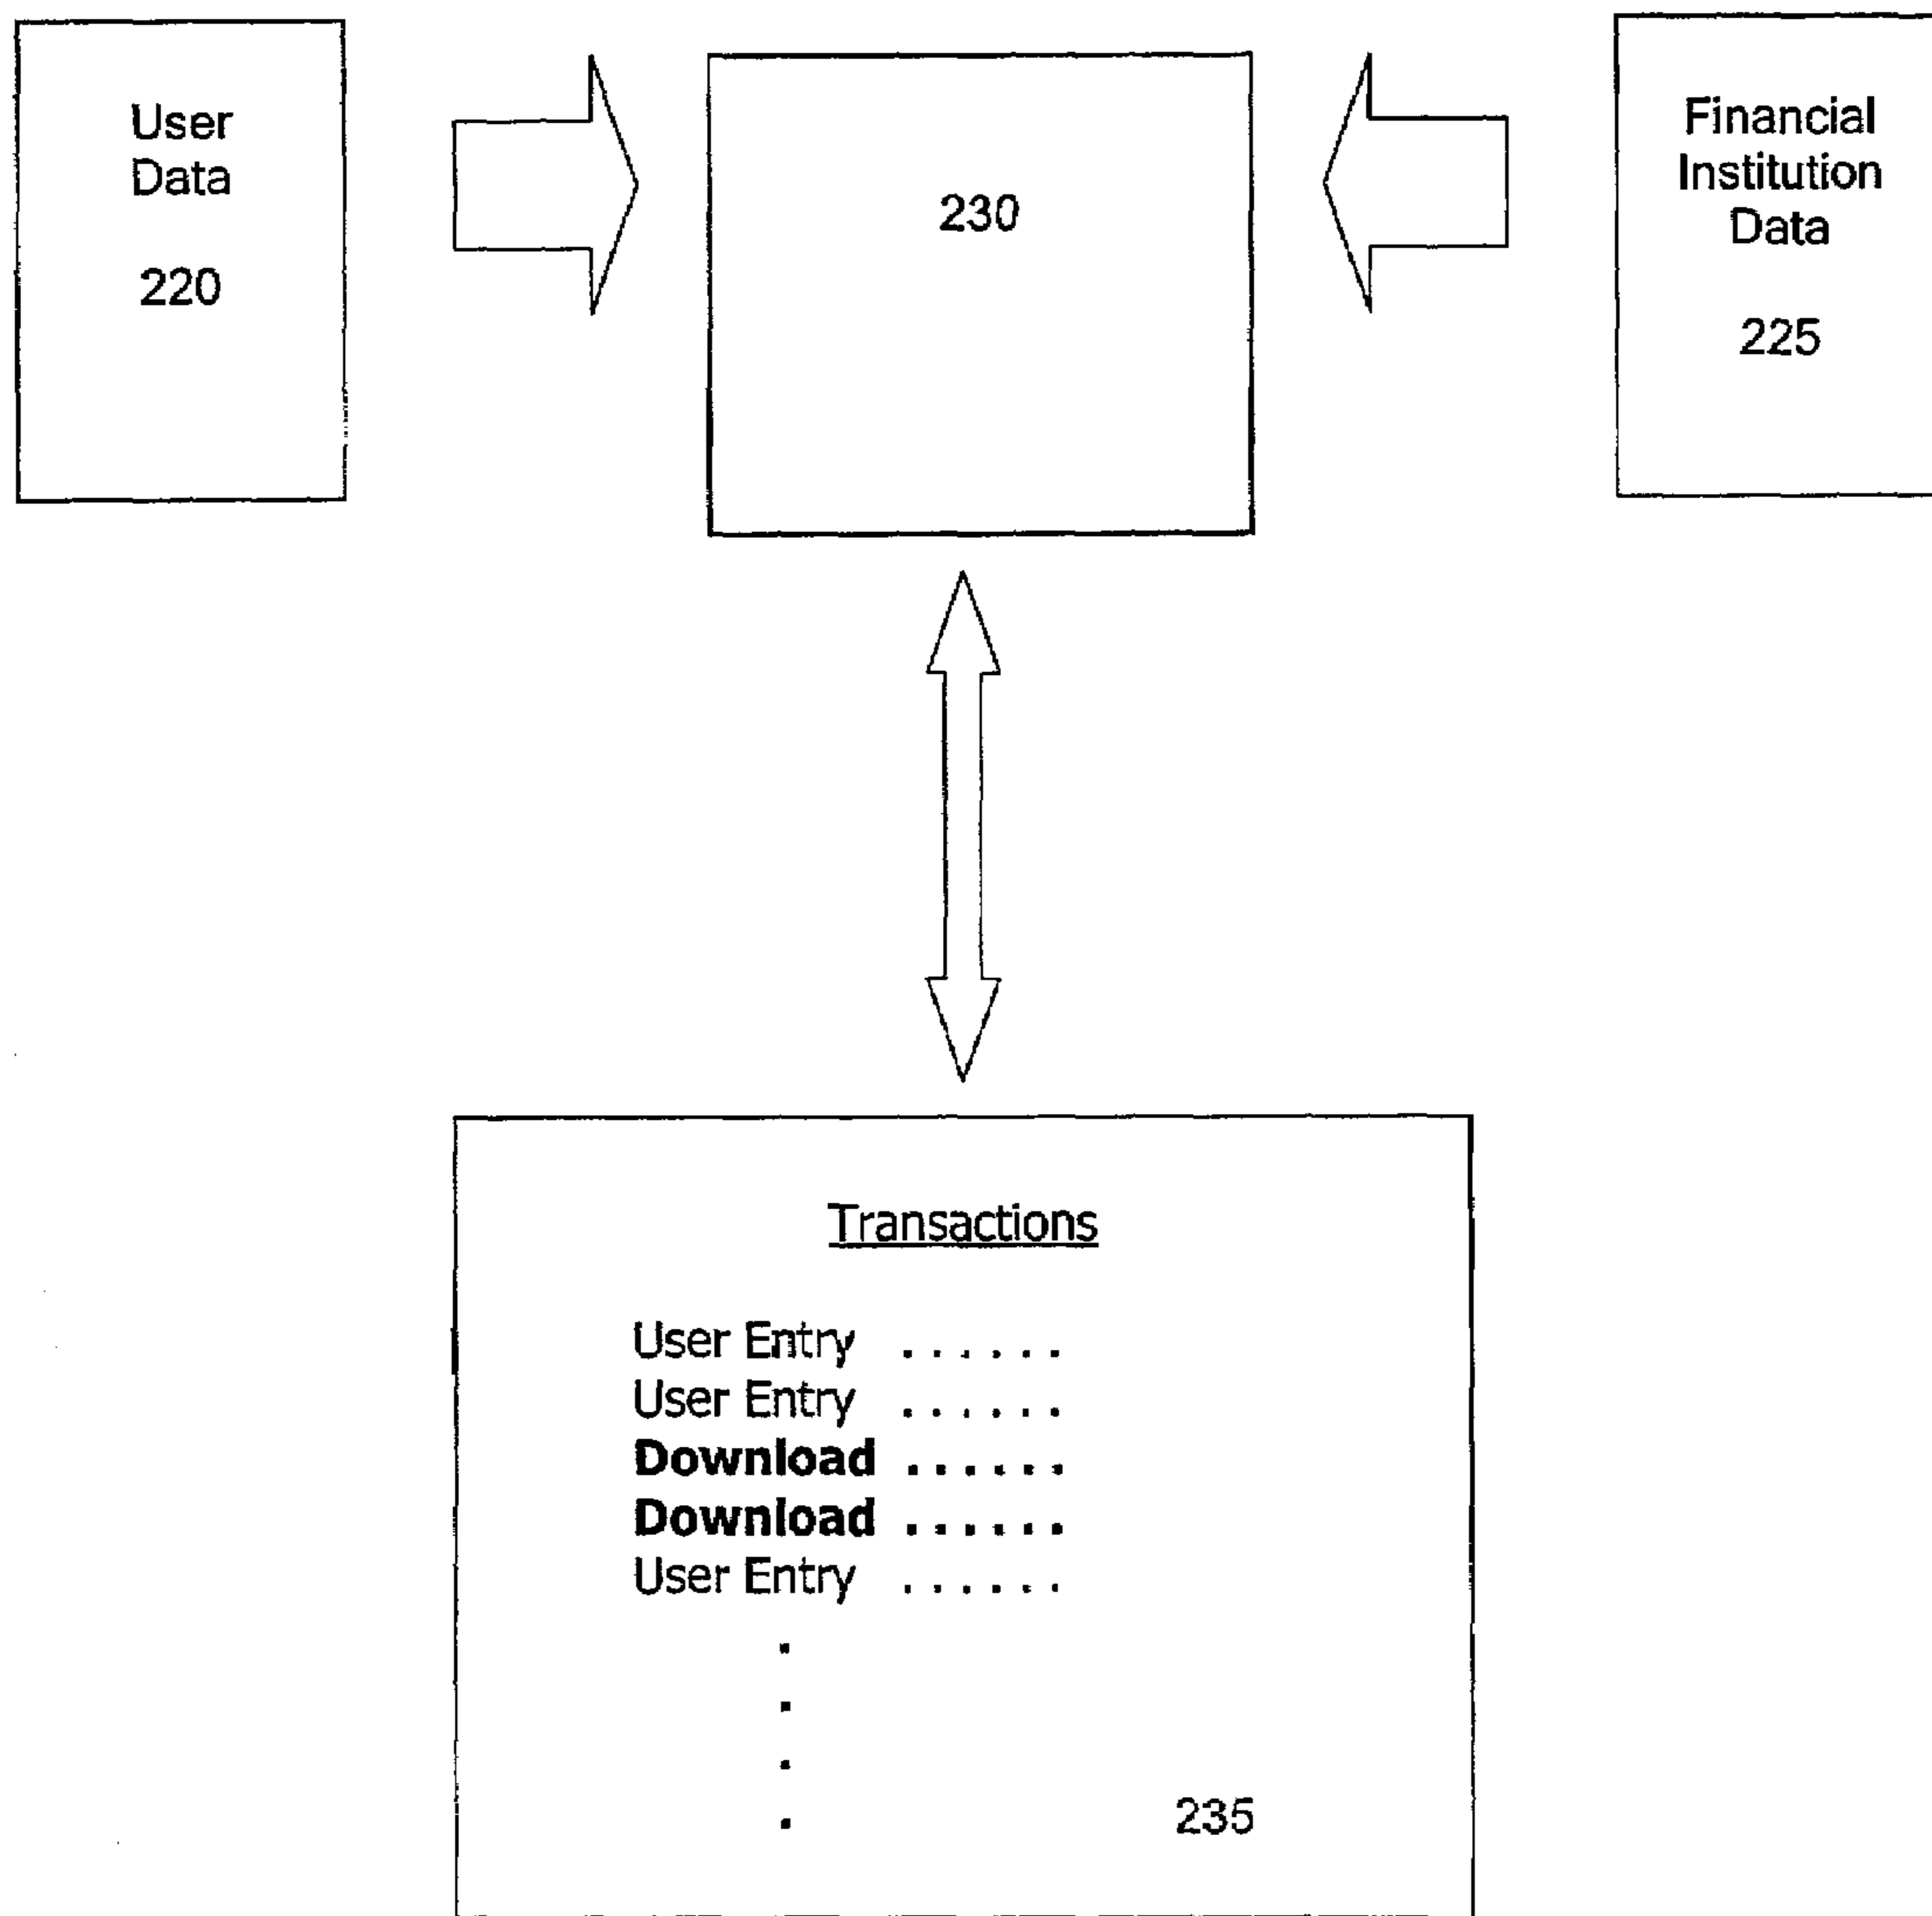 User
Data
220
230
Financial
Institution
Data
225
Transactions
User Entry ......
User Entry ......
Download ......
Download ......
User Entry ......
.
.
.
.
235